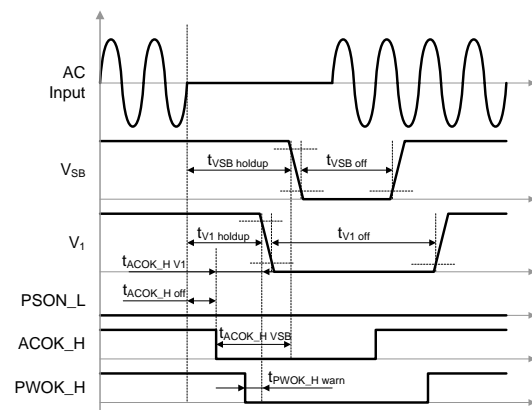 AC
Input
VSB
tVSB holdup
tVSB off
V1
tV1 holdup
tV1 off
tACOK_H V1
tACOK_H off
PSON_L
ACOK_H
tACOK_H VSB
PWOK_H
tPWOK_H warn